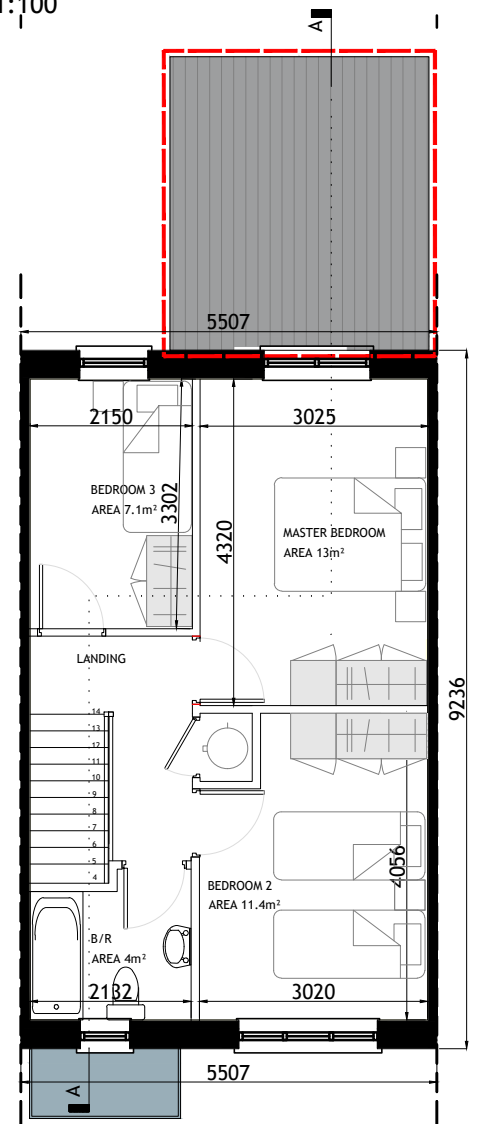 1:100
A
5507
2150
3025
BEDROOM 3
AREA 7.1m²
3302
4320
MASTER BEDROOM
AREA 13m²
LANDING
9236
14
13
12
11
10
9
8
7
6
5
4
4056
BEDROOM 2
AREA 11.4m²
B/R
AREA 4m²
2132
3020
5507
A